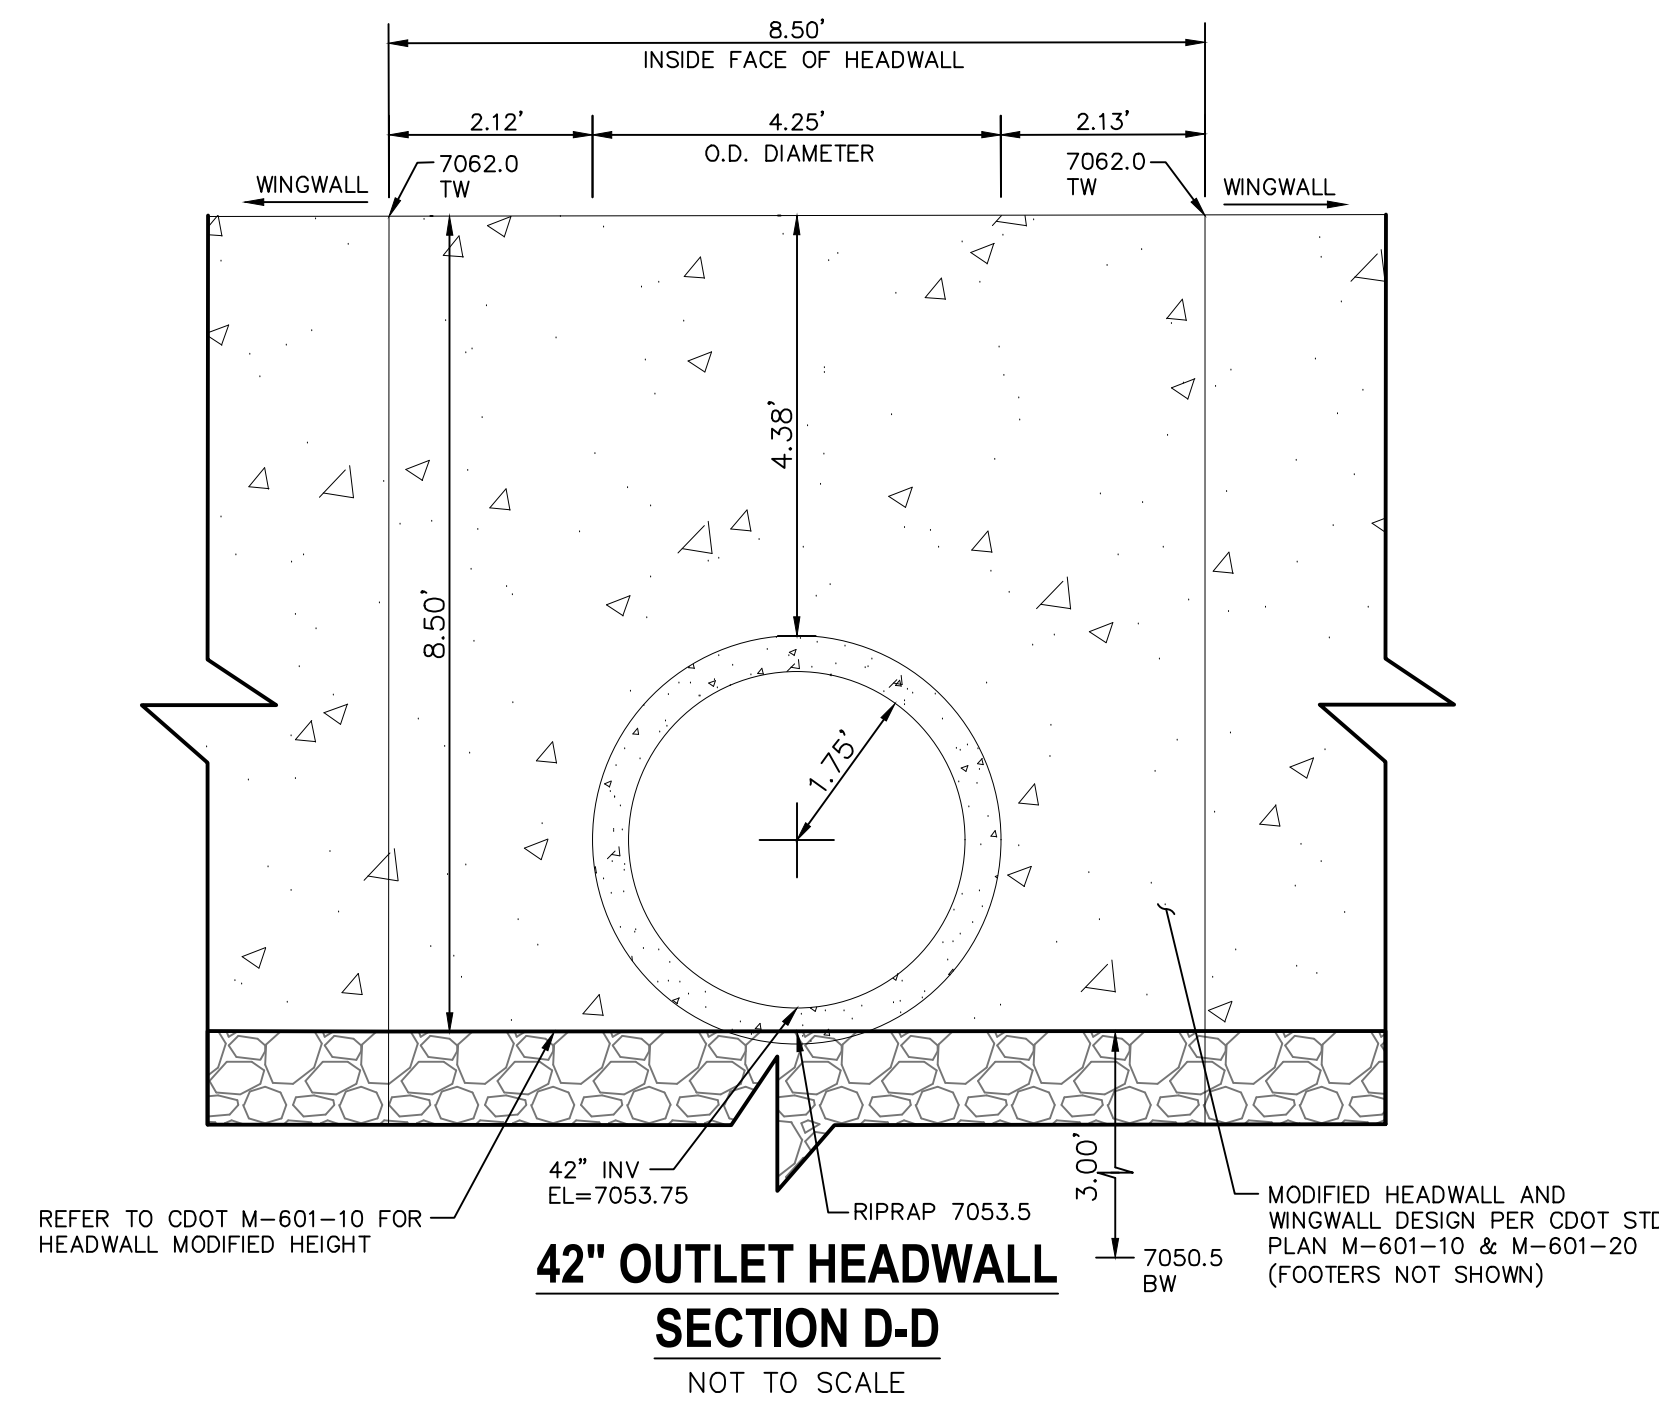 8.50'
INSIDE FACE OF HEADWALL
2.12'
4.25'
2.13'
O.D. DIAMETER
7062.0
TW
7062.0
TW
WINGWALL
WINGWALL
4.38'
8.50'
1.75'
3.00'
42" INV
EL=7053.75
RIPRAP 7053.5
REFER TO CDOT M-601-10 FOR
HEADWALL MODIFIED HEIGHT
MODIFIED HEADWALL AND
WINGWALL DESIGN PER CDOT STD
PLAN M-601-10 & M-601-20
(FOOTERS NOT SHOWN)
7050.5
BW
42" OUTLET HEADWALL
SECTION D-D
NOT TO SCALE